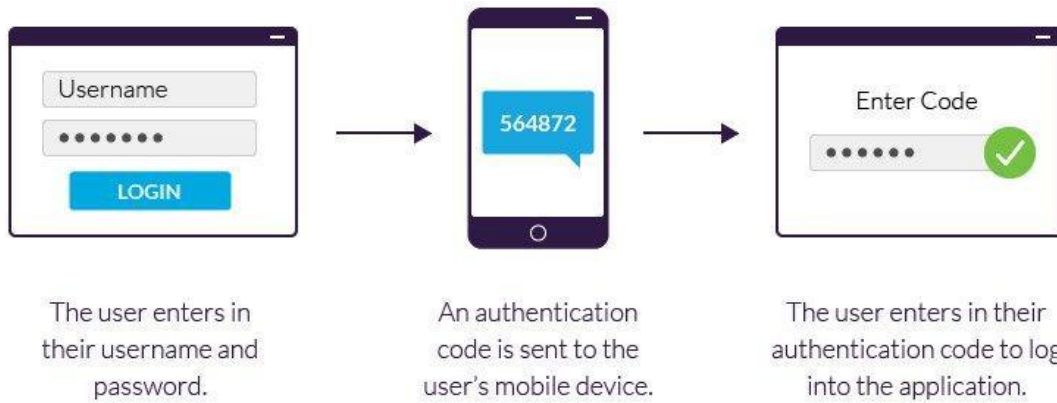 Username
LOGIN
564872
Enter Code
The user enters in
their username and
password.
An authentication
code is sent to the
user's mobile device.
The user enters in their
authentication code to log
into the application.